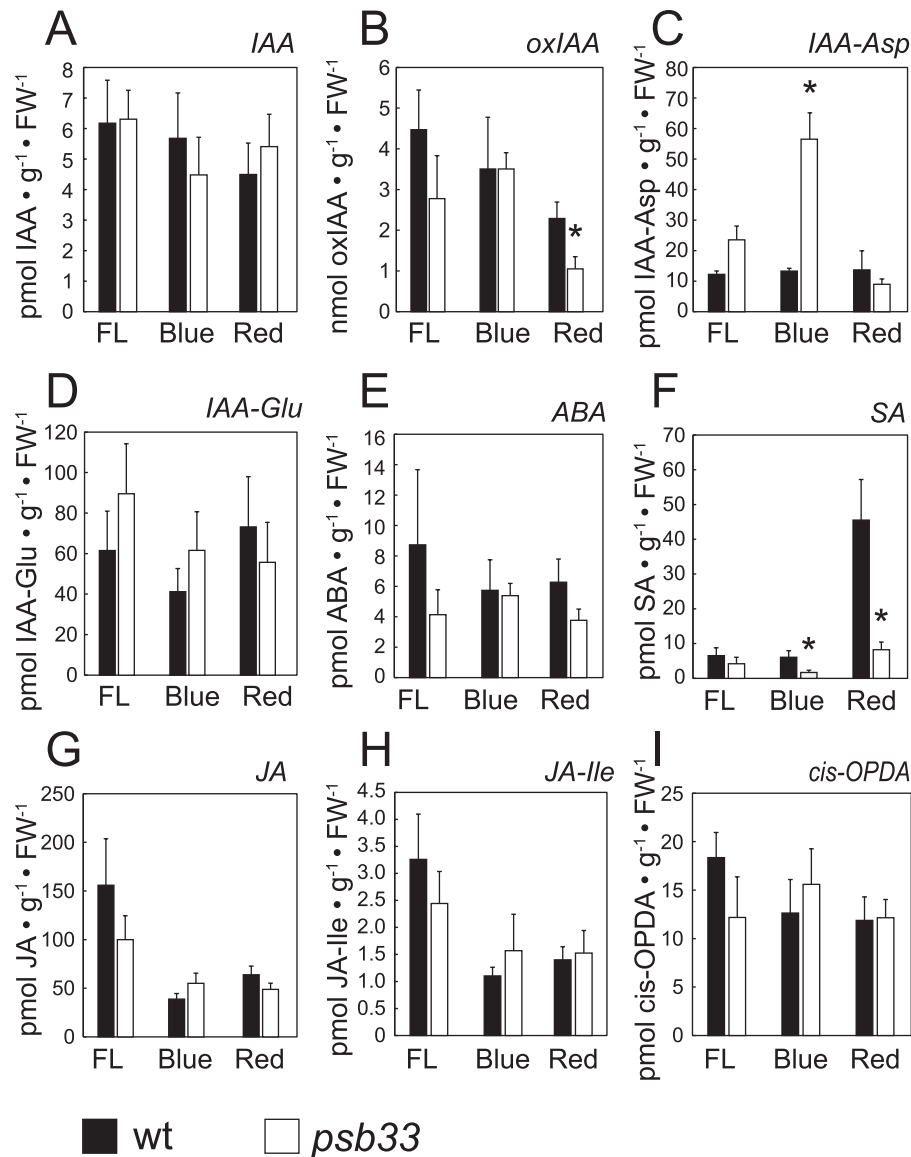 A IAA
pmol IAA • g⁻¹ • FW⁻¹
8
7
6
5
4
3
2
1
0
FL Blue Red
B oxIAA
nmol oxIAA • g⁻¹ • FW⁻¹
6
5
4
3
2
1
0
*
FL Blue Red
C IAA-Asp
pmol IAA-Asp • g⁻¹ • FW⁻¹
80
70
60
50
40
30
20
10
0
*
FL Blue Red
D IAA-Glu
pmol IAA-Glu • g⁻¹ • FW⁻¹
120
100
80
60
40
20
0
FL Blue Red
E ABA
pmol ABA • g⁻¹ • FW⁻¹
16
14
12
10
8
6
4
2
0
FL Blue Red
F SA
pmol SA • g⁻¹ • FW⁻¹
70
60
50
40
30
20
10
0
* *
FL Blue Red
G JA
pmol JA • g⁻¹ • FW⁻¹
250
200
150
100
50
0
FL Blue Red
H JA-Ile
pmol JA-Ile • g⁻¹ • FW⁻¹
4.5
4.0
3.5
3.0
2.5
2.0
1.5
1.0
0.5
0
FL Blue Red
I cis-OPDA
pmol cis-OPDA • g⁻¹ • FW⁻¹
25
20
15
10
5
0
FL Blue Red
wt psb33